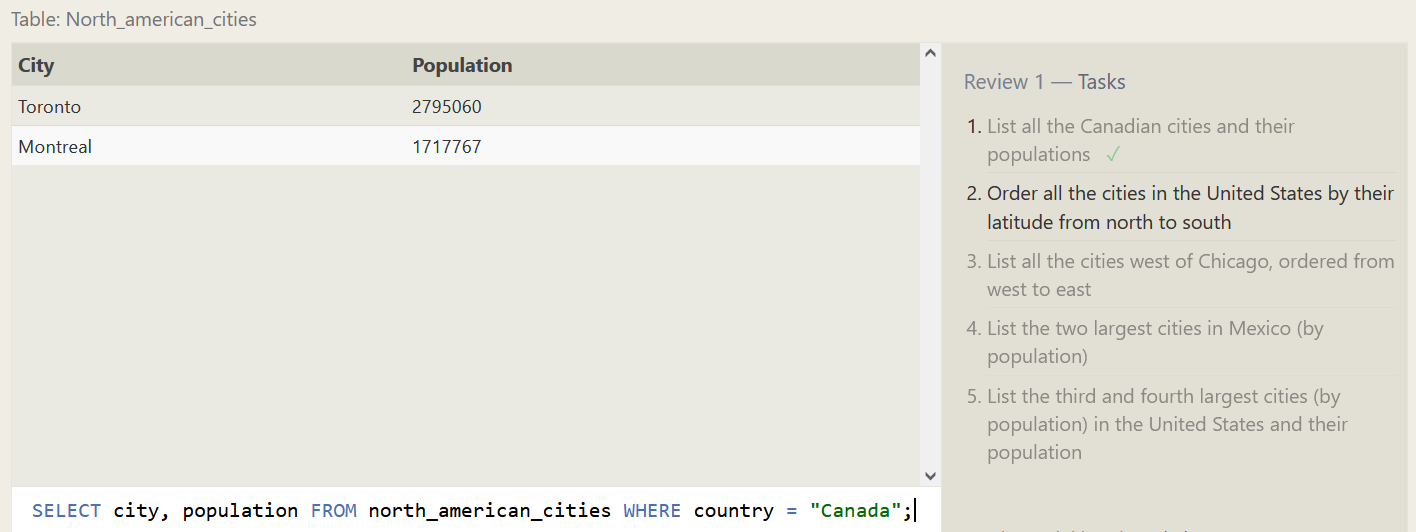 Table: North_american_cities
City Population
Toronto 2795060
Montreal 1717767
SELECT city, population FROM north_american_cities WHERE country = "Canada";
Review 1 — Tasks
1. List all the Canadian cities and their
populations ✓
2. Order all the cities in the United States by their
latitude from north to south
3. List all the cities west of Chicago, ordered from
west to east
4. List the two largest cities in Mexico (by
population)
5. List the third and fourth largest cities (by
population) in the United States and their
population